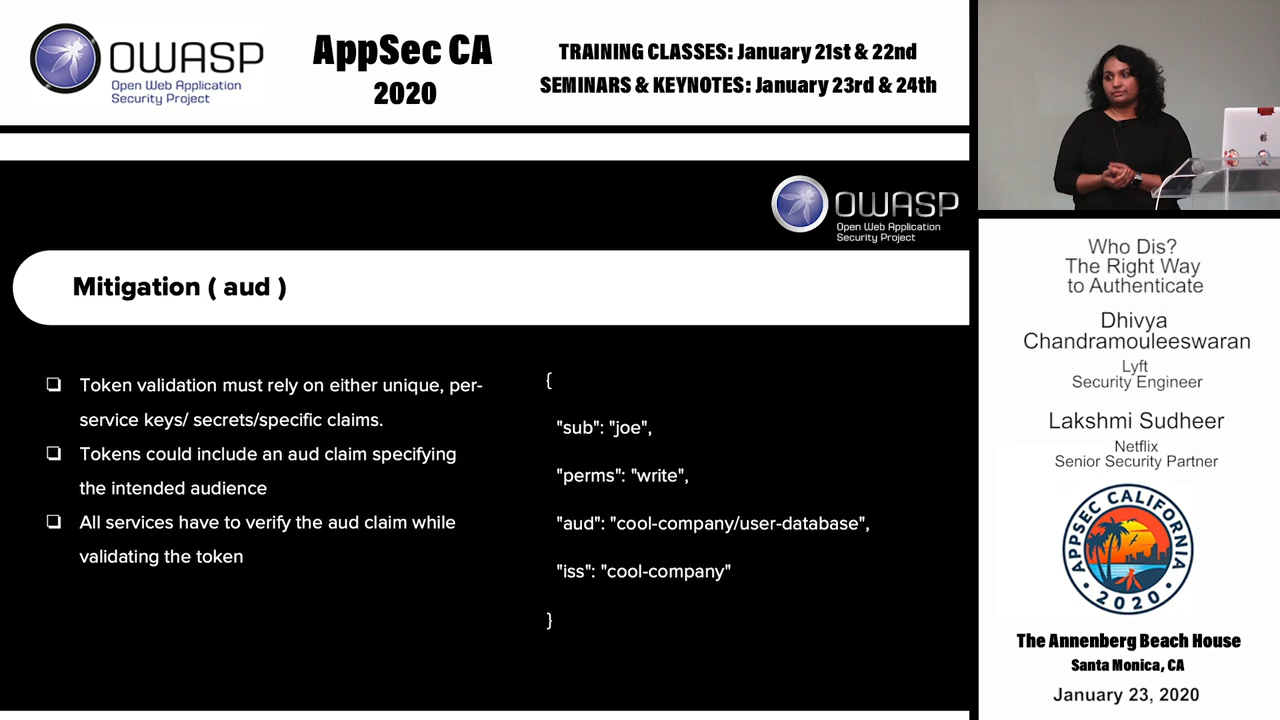 OWASP
Open Web Application
Security Project
AppSec CA
2020
TRAINING CLASSES: January 21st & 22nd
SEMINARS & KEYNOTES: January 23rd & 24th
OWASP
Open Web Application
Security Project
Mitigation ( aud )
❏ Token validation must rely on either unique, per-
service keys/ secrets/specific claims.
❏ Tokens could include an aud claim specifying
the intended audience
❏ All services have to verify the aud claim while
validating the token
{
"sub": "joe",
"perms": "write",
"aud": "cool-company/user-database",
"iss": "cool-company"
}
Who Dis?
The Right Way
to Authenticate
Dhivya
Chandramouleeswaran
Lyft
Security Engineer
Lakshmi Sudheer
Netflix
Senior Security Partner
APPSEC CALIFORNIA
• 2020 •
The Annenberg Beach House
Santa Monica, CA
January 23, 2020